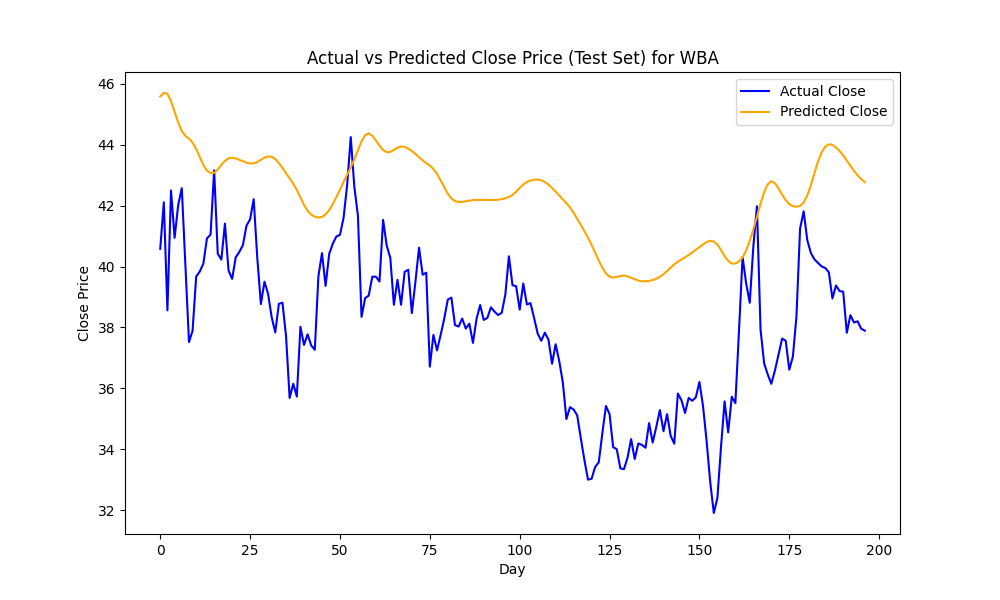 Actual vs Predicted Close Price (Test Set) for WBA
Actual Close
Predicted Close
46
44
42
40
38
36
34
32
Close Price
0 25 50 75 100 125 150 175 200
Day